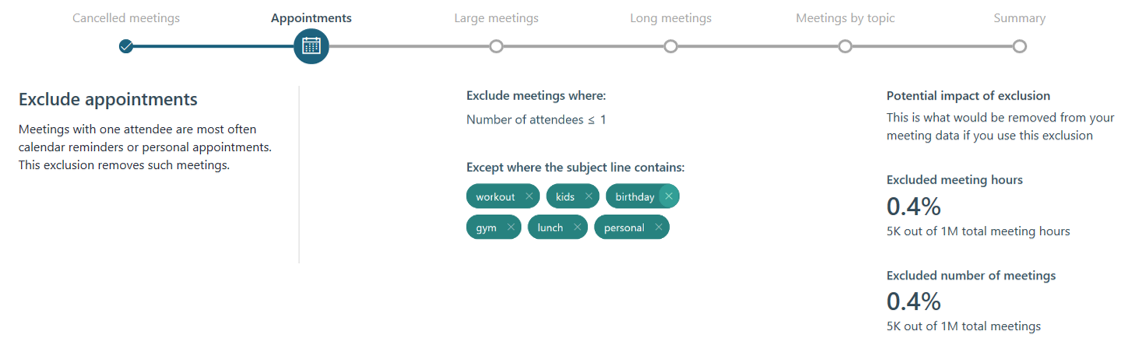 Cancelled meetings
Appointments
Large meetings
Long meetings
Meetings by topic
Summary
Exclude appointments
Meetings with one attendee are most often
calendar reminders or personal appointments.
This exclusion removes such meetings.
Exclude meetings where:
Number of attendees ≤ 1
Except where the subject line contains:
workout × kids × birthday ×
gym × lunch × personal ×
Potential impact of exclusion
This is what would be removed from your
meeting data if you use this exclusion
Excluded meeting hours
0.4%
5K out of 1M total meeting hours
Excluded number of meetings
0.4%
5K out of 1M total meetings